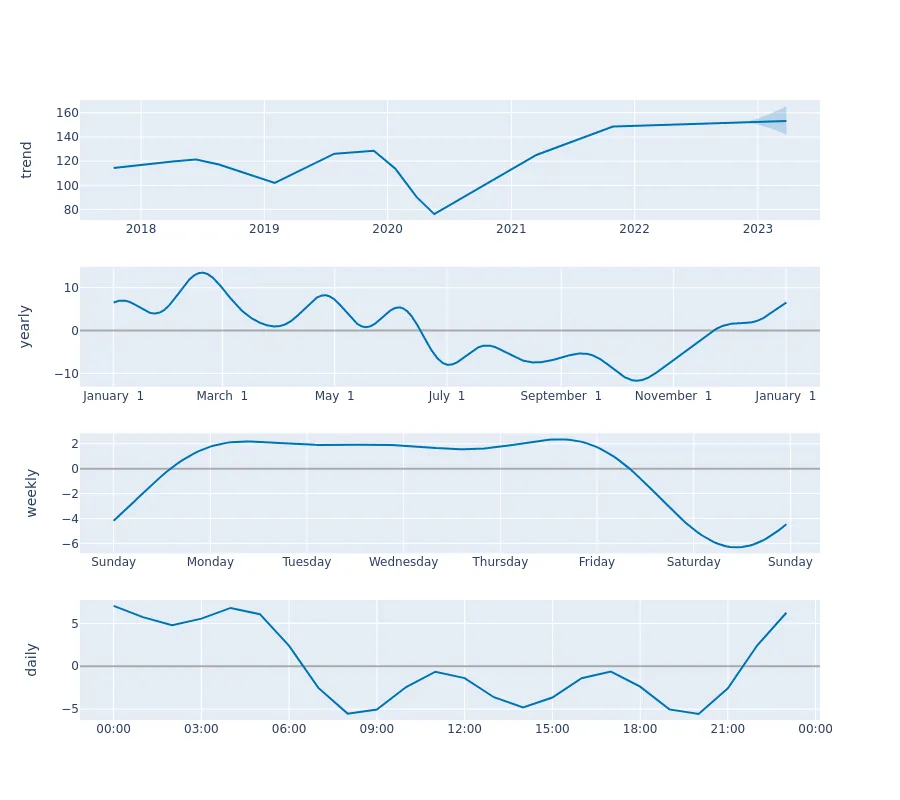 trend
160
140
120
100
80
2018 2019 2020 2021 2022 2023
yearly
10
0
−10
January 1 March 1 May 1 July 1 September 1 November 1 January 1
weekly
2
0
−2
−4
−6
Sunday Monday Tuesday Wednesday Thursday Friday Saturday Sunday
daily
5
0
−5
00:00 03:00 06:00 09:00 12:00 15:00 18:00 21:00 00:00